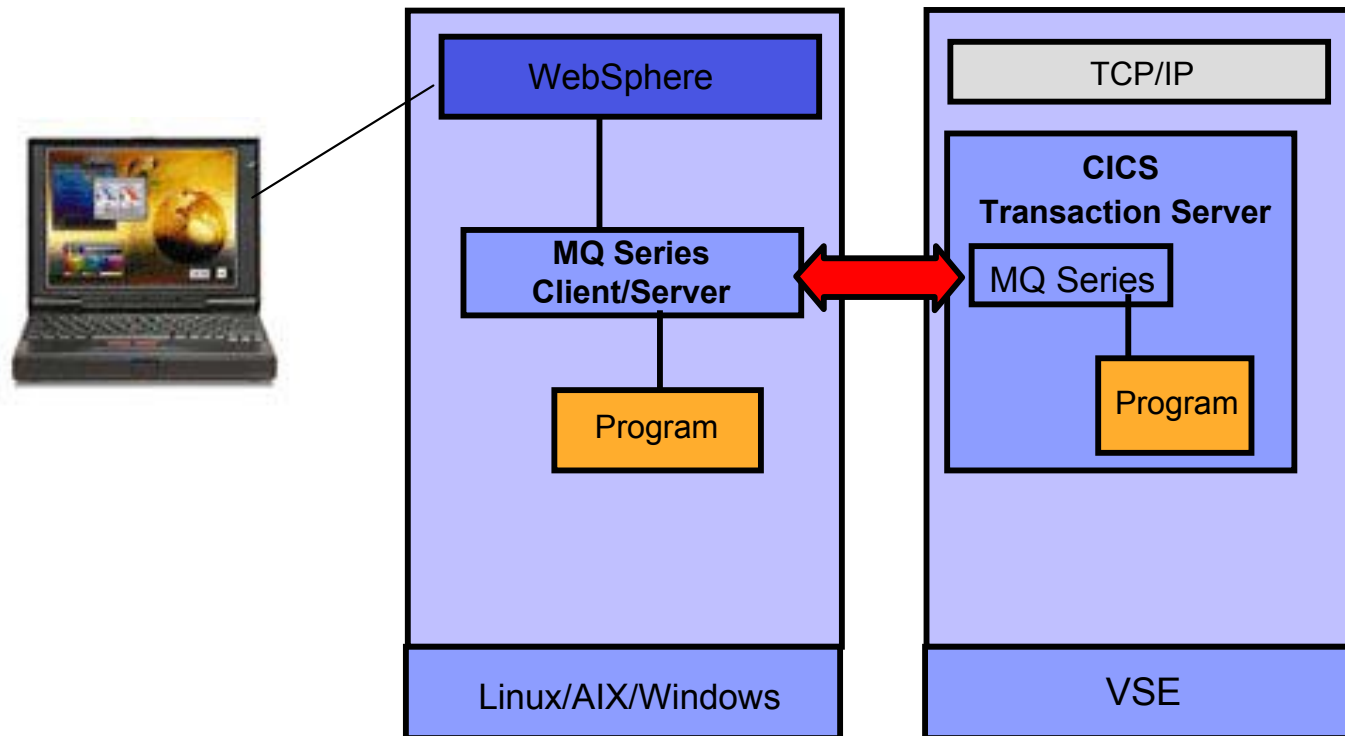 WebSphere
MQ Series
Client/Server
Program
Linux/AIX/Windows
TCP/IP
CICS
Transaction Server
MQ Series
Program
VSE